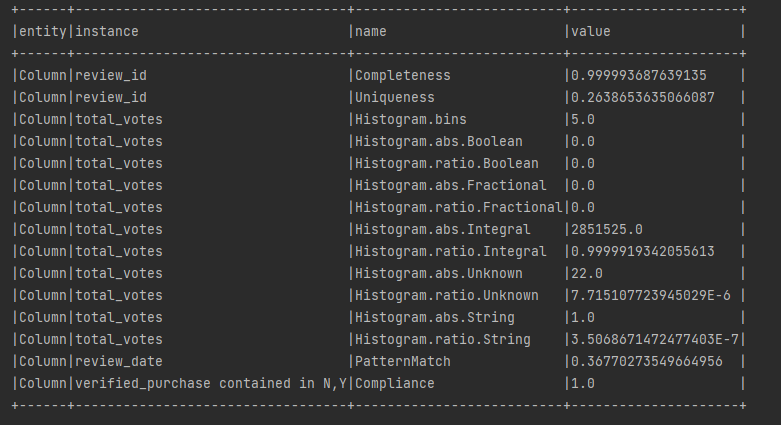 +------+---------------------------------+--------------------------+--------------------+
|entity|instance                         |name                      |value               |
+------+---------------------------------+--------------------------+--------------------+
|Column|review_id                        |Completeness              |0.999993687639135   |
|Column|review_id                        |Uniqueness                |0.2638653635066087  |
|Column|total_votes                      |Histogram.bins            |5.0                 |
|Column|total_votes                      |Histogram.abs.Boolean     |0.0                 |
|Column|total_votes                      |Histogram.ratio.Boolean   |0.0                 |
|Column|total_votes                      |Histogram.abs.Fractional  |0.0                 |
|Column|total_votes                      |Histogram.ratio.Fractional|0.0                 |
|Column|total_votes                      |Histogram.abs.Integral    |2851525.0           |
|Column|total_votes                      |Histogram.ratio.Integral  |0.9999919342055613  |
|Column|total_votes                      |Histogram.abs.Unknown     |22.0                |
|Column|total_votes                      |Histogram.ratio.Unknown   |7.715107723945029E-6 |
|Column|total_votes                      |Histogram.abs.String      |1.0                 |
|Column|total_votes                      |Histogram.ratio.String    |3.5068671472477403E-7|
|Column|review_date                      |PatternMatch              |0.36770273549664956 |
|Column|verified_purchase contained in N,Y|Compliance                |1.0                 |
+------+---------------------------------+--------------------------+--------------------+